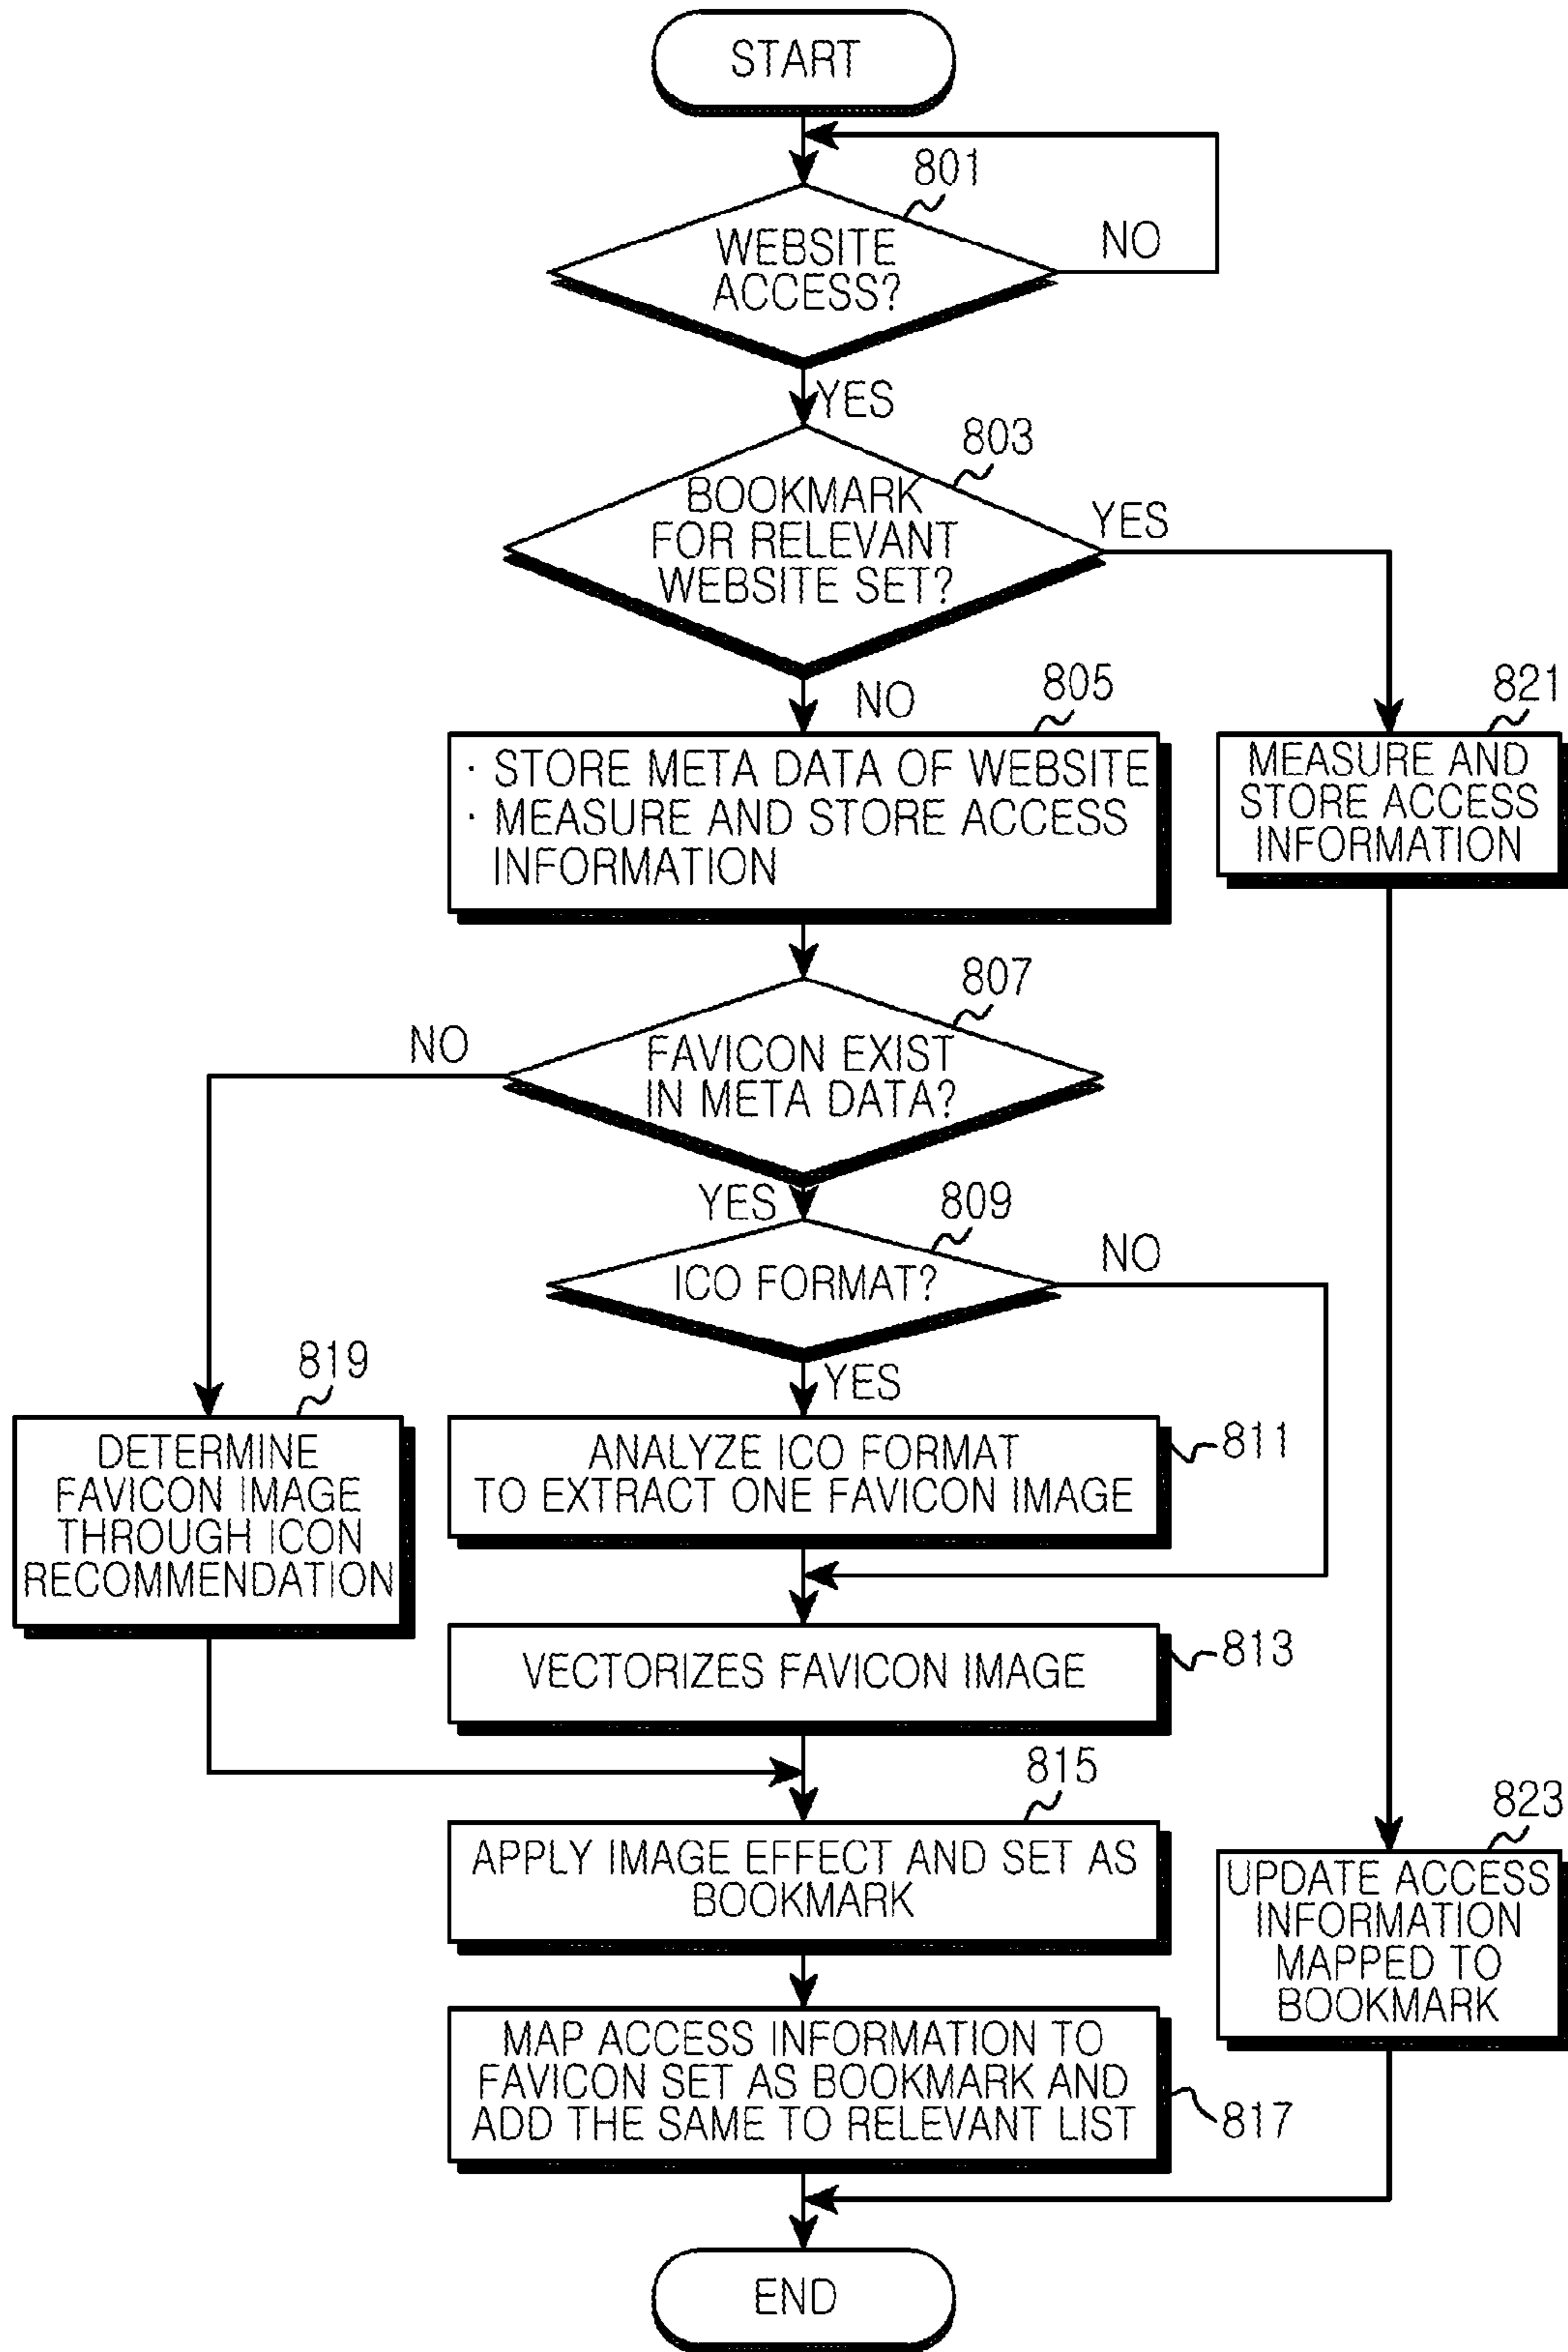 START
801
WEBSITE
ACCESS?
NO
YES
803
BOOKMARK
FOR RELEVANT
WEBSITE SET?
YES
NO
805
· STORE META DATA OF WEBSITE
· MEASURE AND STORE ACCESS
INFORMATION
821
MEASURE AND
STORE ACCESS
INFORMATION
807
FAVICON EXIST
IN META DATA?
NO
YES
809
ICO FORMAT?
NO
YES
819
DETERMINE
FAVICON IMAGE
THROUGH ICON
RECOMMENDATION
ANALYZE ICO FORMAT
TO EXTRACT ONE FAVICON IMAGE
811
VECTORIZES FAVICON IMAGE
813
815
APPLY IMAGE EFFECT AND SET AS
BOOKMARK
823
UPDATE ACCESS
INFORMATION
MAPPED TO
BOOKMARK
MAP ACCESS INFORMATION TO
FAVICON SET AS BOOKMARK AND
ADD THE SAME TO RELEVANT LIST
817
END